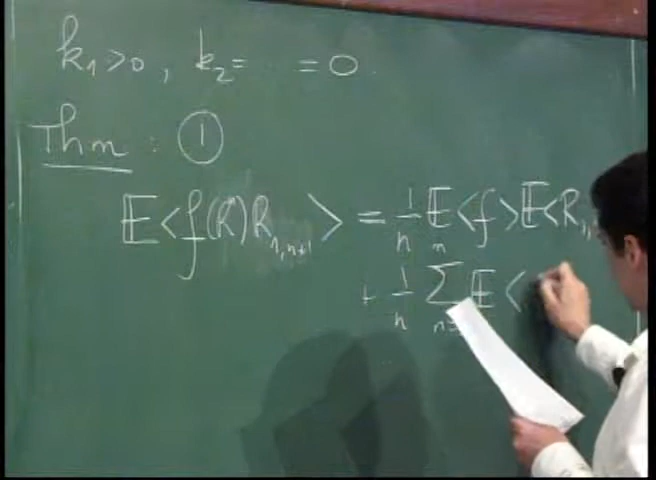 k₁>0, k₂= =0.
Thm : ①
E<f(R)R₁,ₙ₊₁> = 1/n E<f>E<R₁,
+ 1/n Σ E <